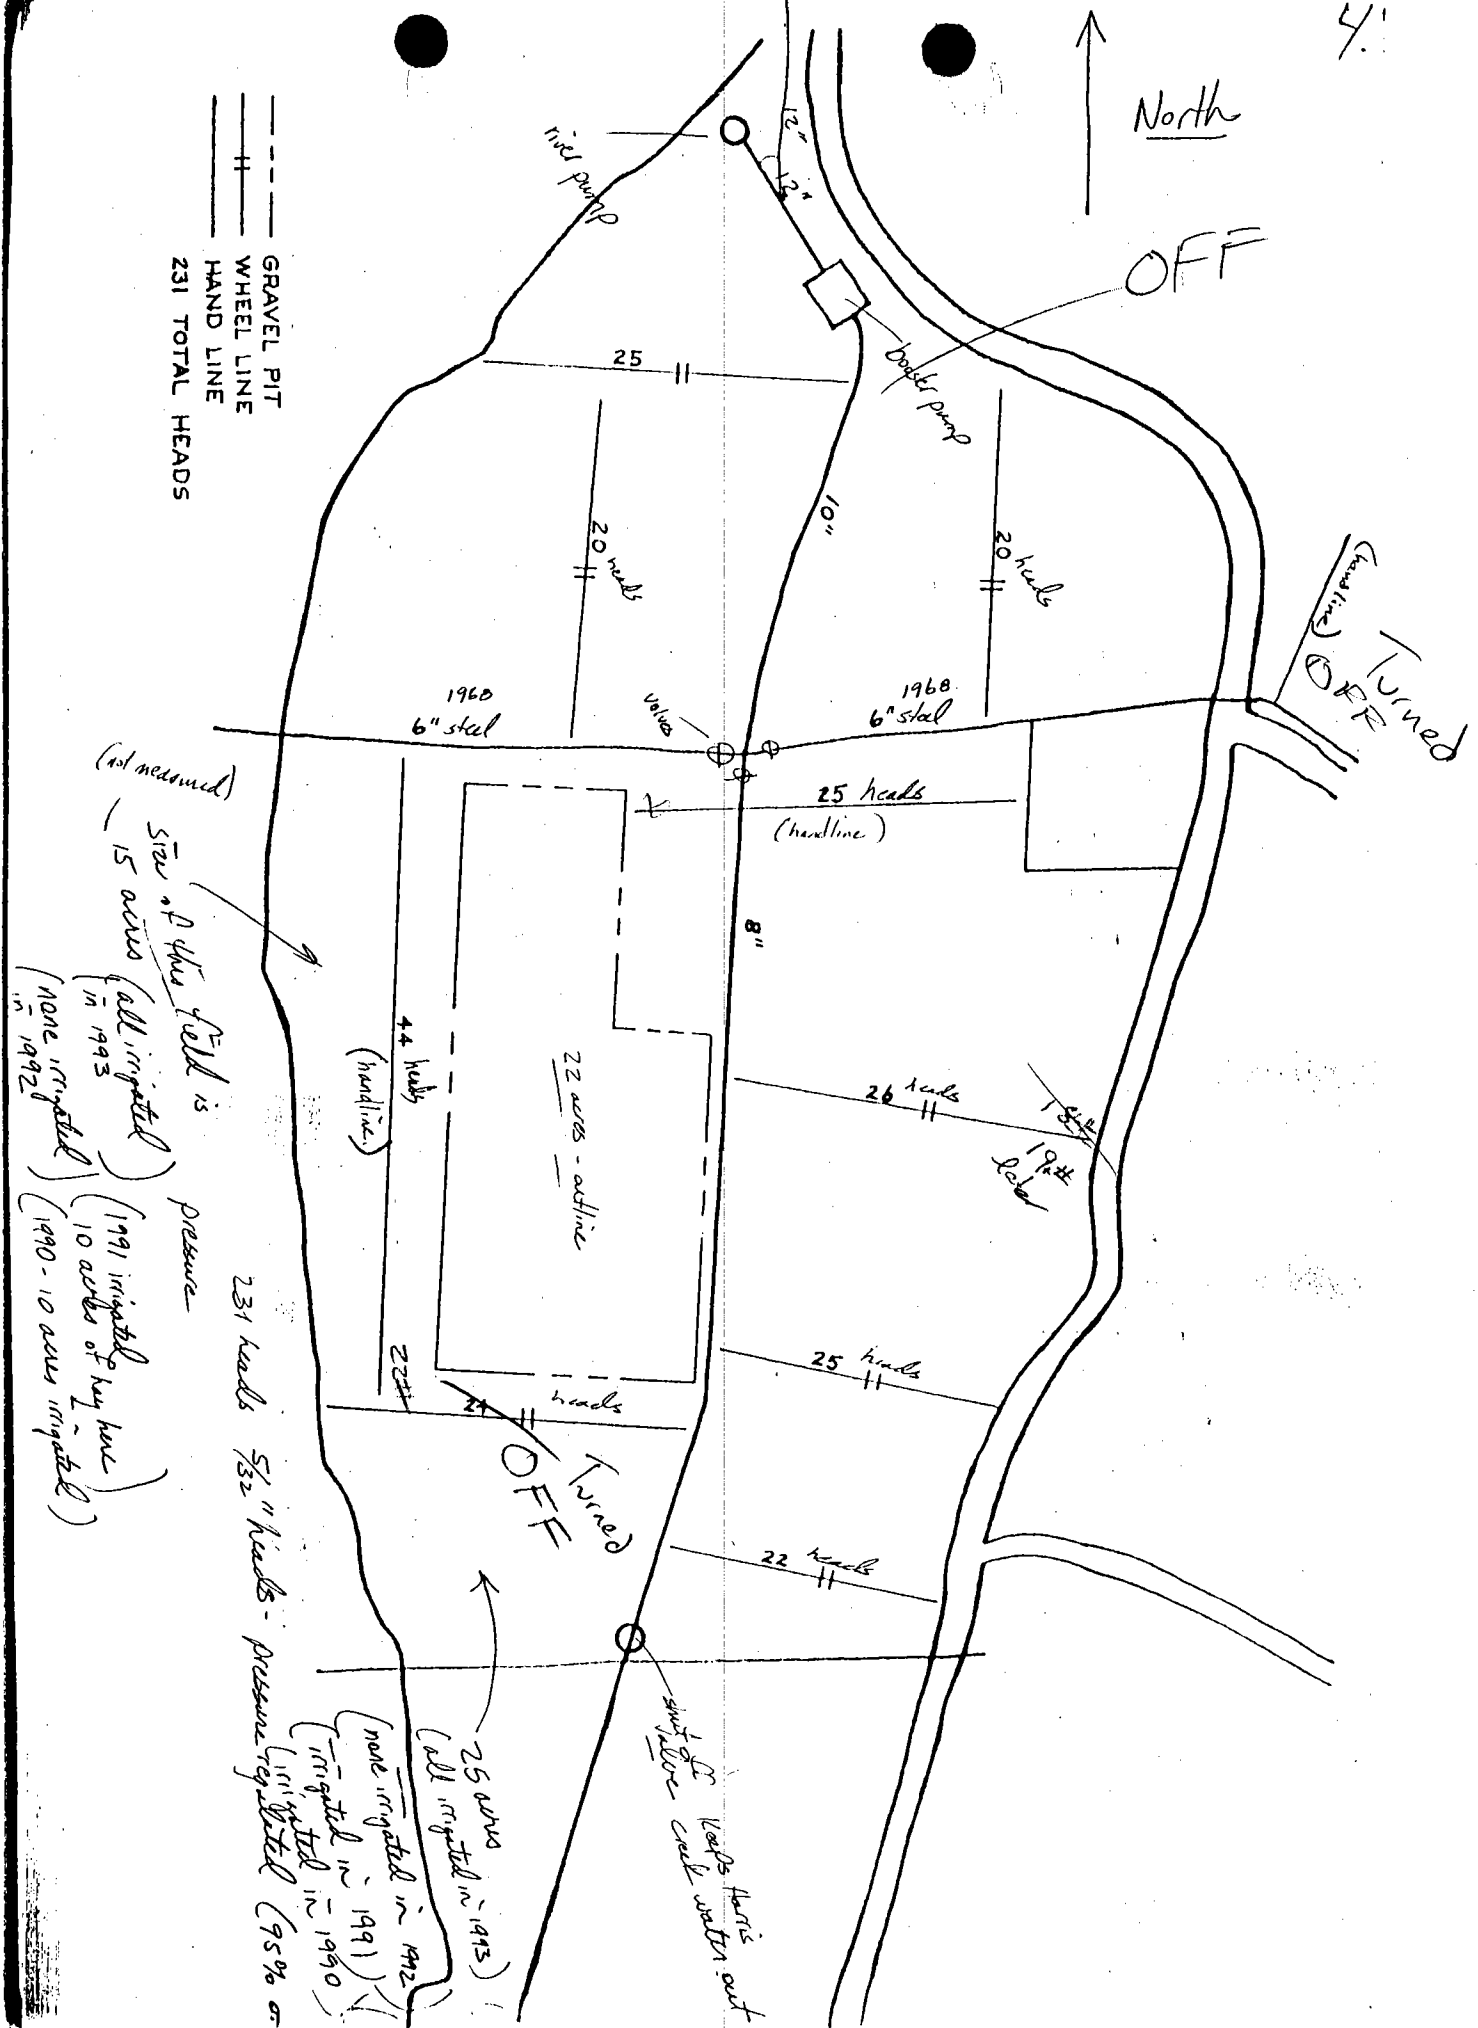 4.
North
12"
12"
river pump
OFF
booster pump
--- GRAVEL PIT
WHEEL LINE
HAND LINE
231 TOTAL HEADS
25
20 heads
20 heads
10"
(handline)
Turned
OFF
1968
6" steel
valves
1968.
6" steel
25 heads
(handline)
8"
(not measured)
Size of this field is
15 acres (all irrigated
in 1993)
(none irrigated
in 1992)
(1991 irrigated
10 acres of hay here)
(1990 - 10 acres irrigated)
44 heads
(handline)
22 acres - outline
26 heads
19
later
pressure
22#
24 heads
Turned
OFF
25 heads
22 heads
231 heads 5/32" heads - pressure regulated (95% o
shut off keeps Harris
valve creek water out
25 acres
(all irrigated in 1993)
(none irrigated in 1992)
(irrigated in 1991)
(irrigated in 1990)